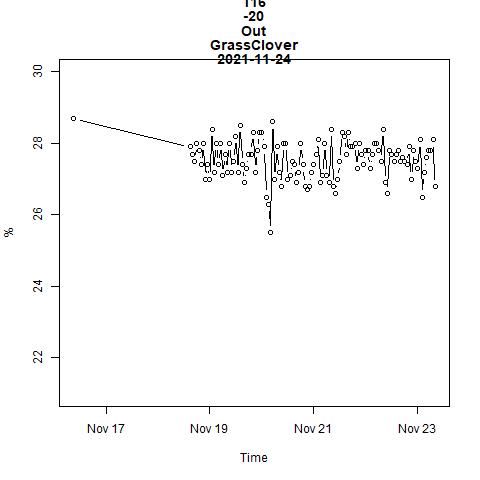 T16
-20
Out
GrassClover
2021-11-24
30
28
26
24
22
%
Nov 17
Nov 19
Nov 21
Nov 23
Time